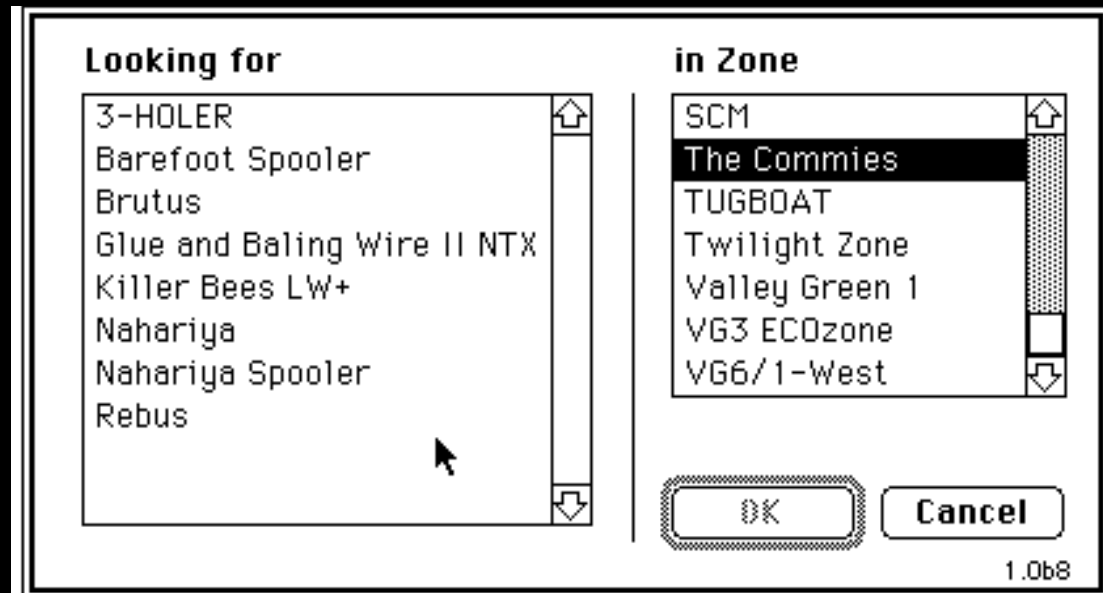 Looking for
3-HOLER
Barefoot Spooler
Brutus
Glue and Baling Wire II NTX
Killer Bees LW+
Nahariya
Nahariya Spooler
Rebus
in Zone
SCM
The Commies
TUGBOAT
Twilight Zone
Valley Green 1
VG3 ECOzone
VG6/1-West
OK
Cancel
1.0b8